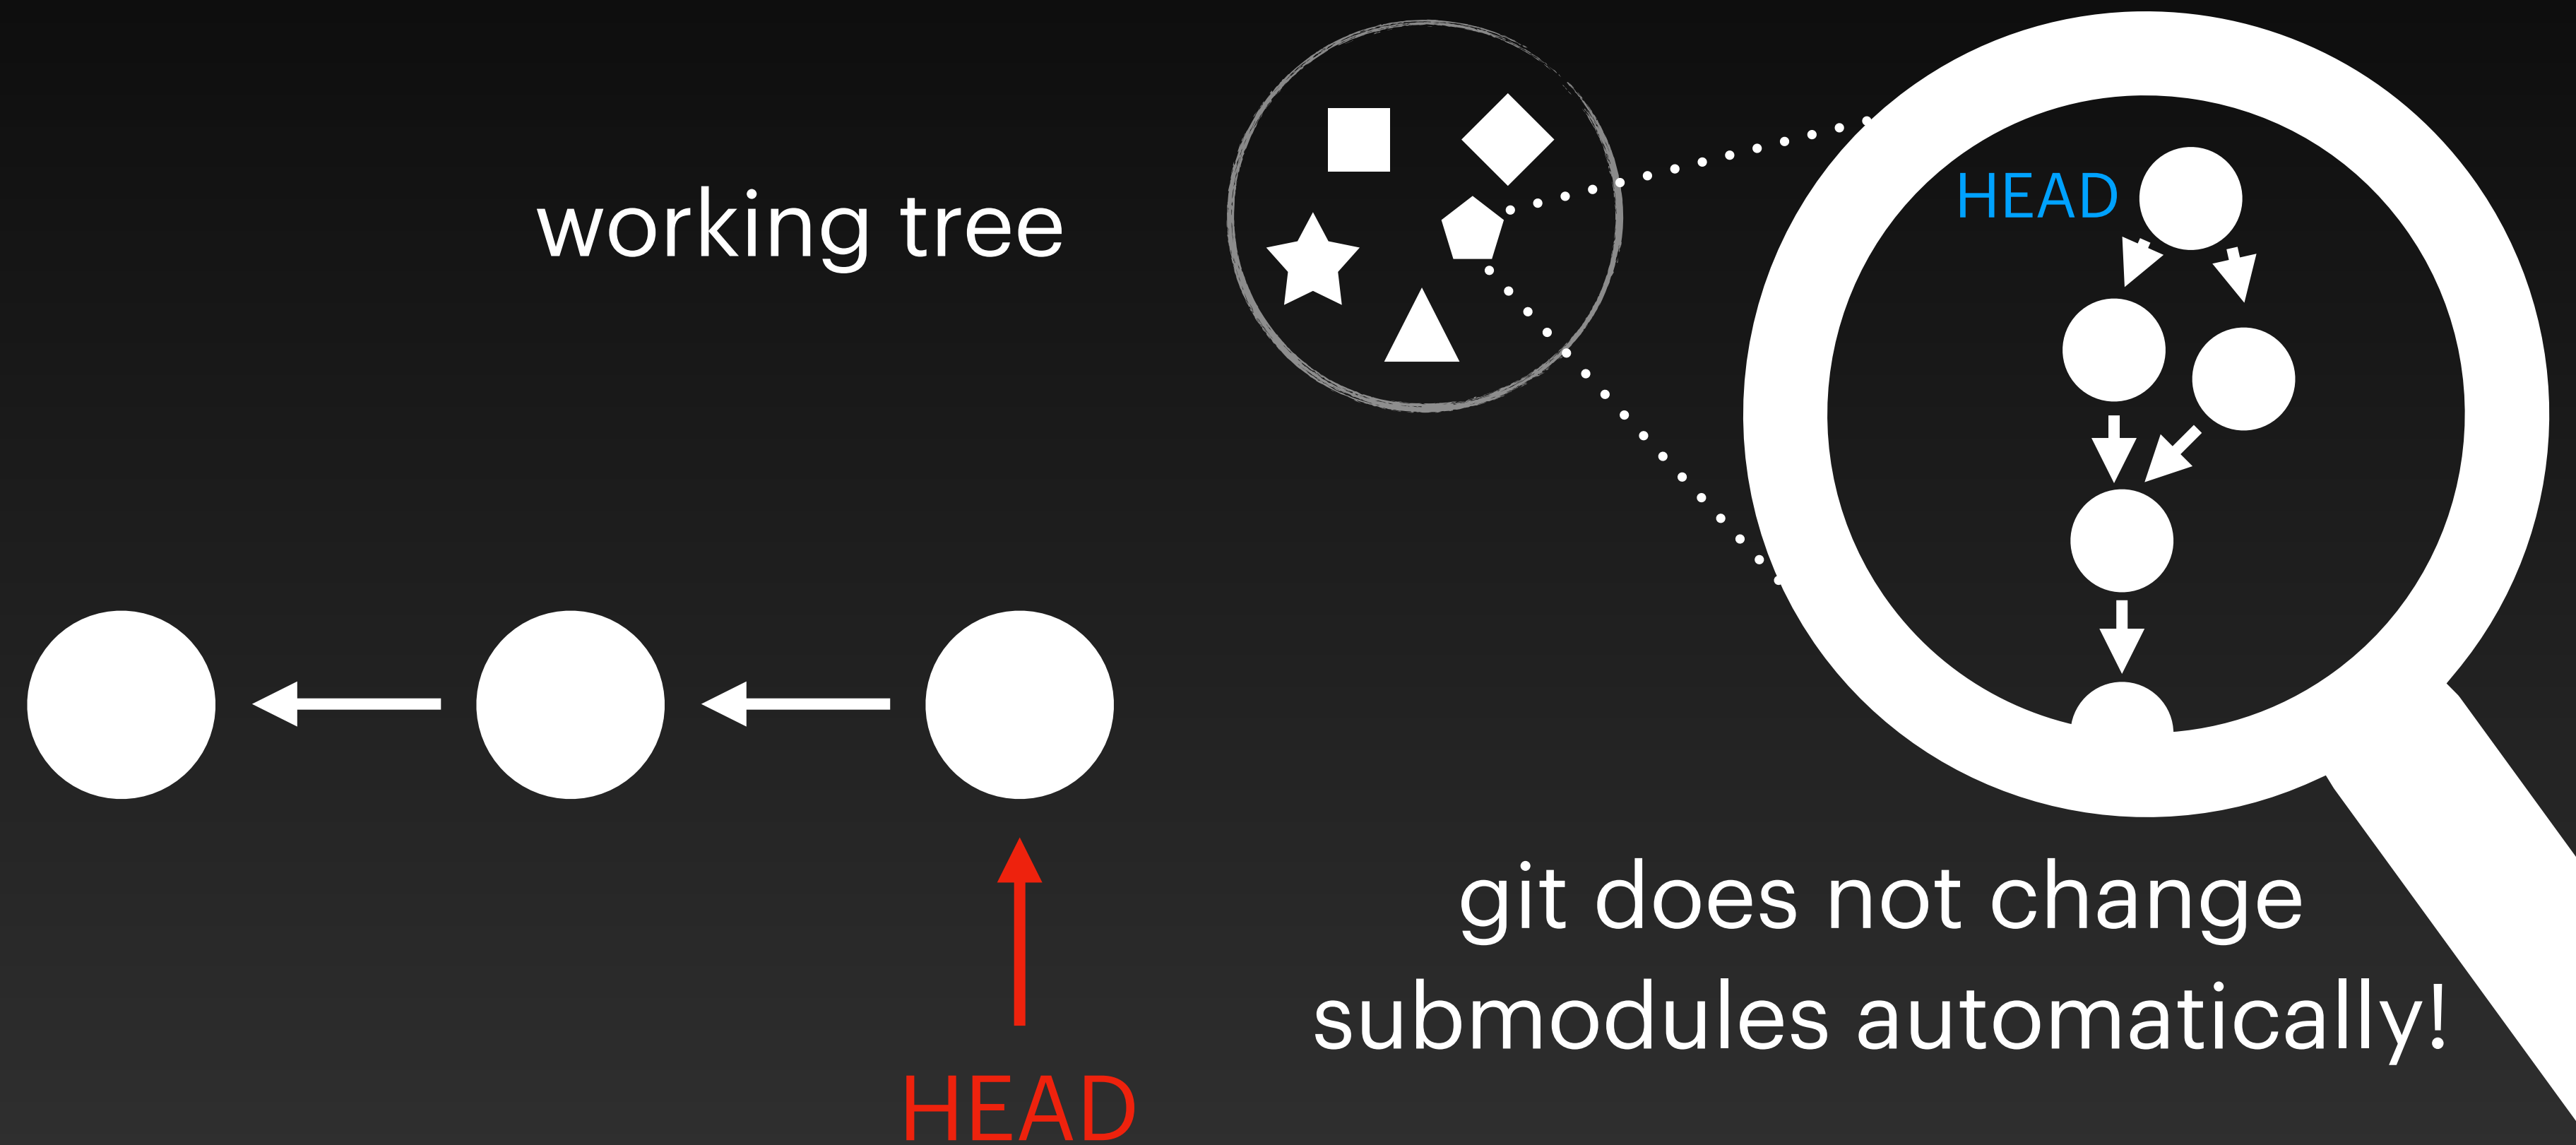 working tree
HEAD
HEAD
git does not change
submodules automatically!